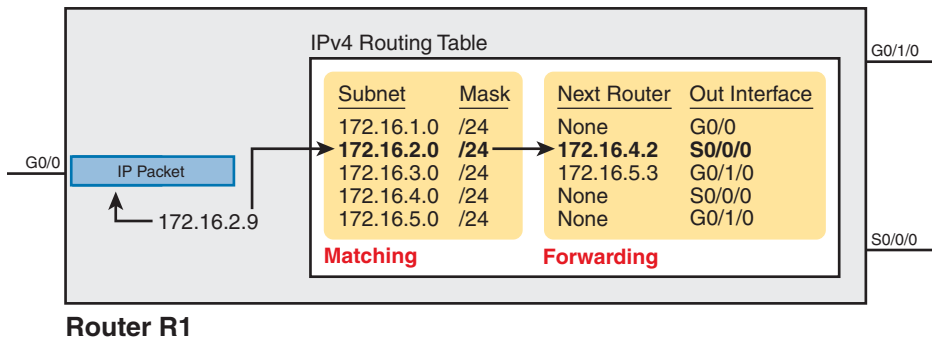 IPv4 Routing Table
G0/1/0
Subnet Mask Next Router Out Interface
172.16.1.0 /24 None G0/0
172.16.2.0 /24 172.16.4.2 S0/0/0
172.16.3.0 /24 172.16.5.3 G0/1/0
172.16.4.0 /24 None S0/0/0
172.16.5.0 /24 None G0/1/0
G0/0
IP Packet
172.16.2.9
Matching Forwarding
S0/0/0
Router R1